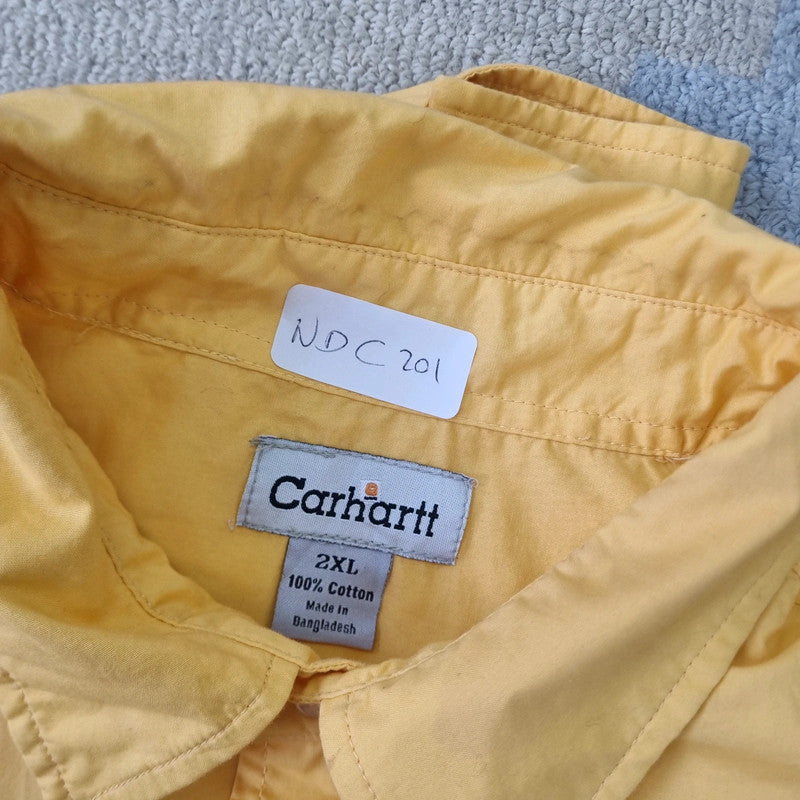 NDC 201
Carhartt
2XL
100% Cotton
Made in
Bangladesh